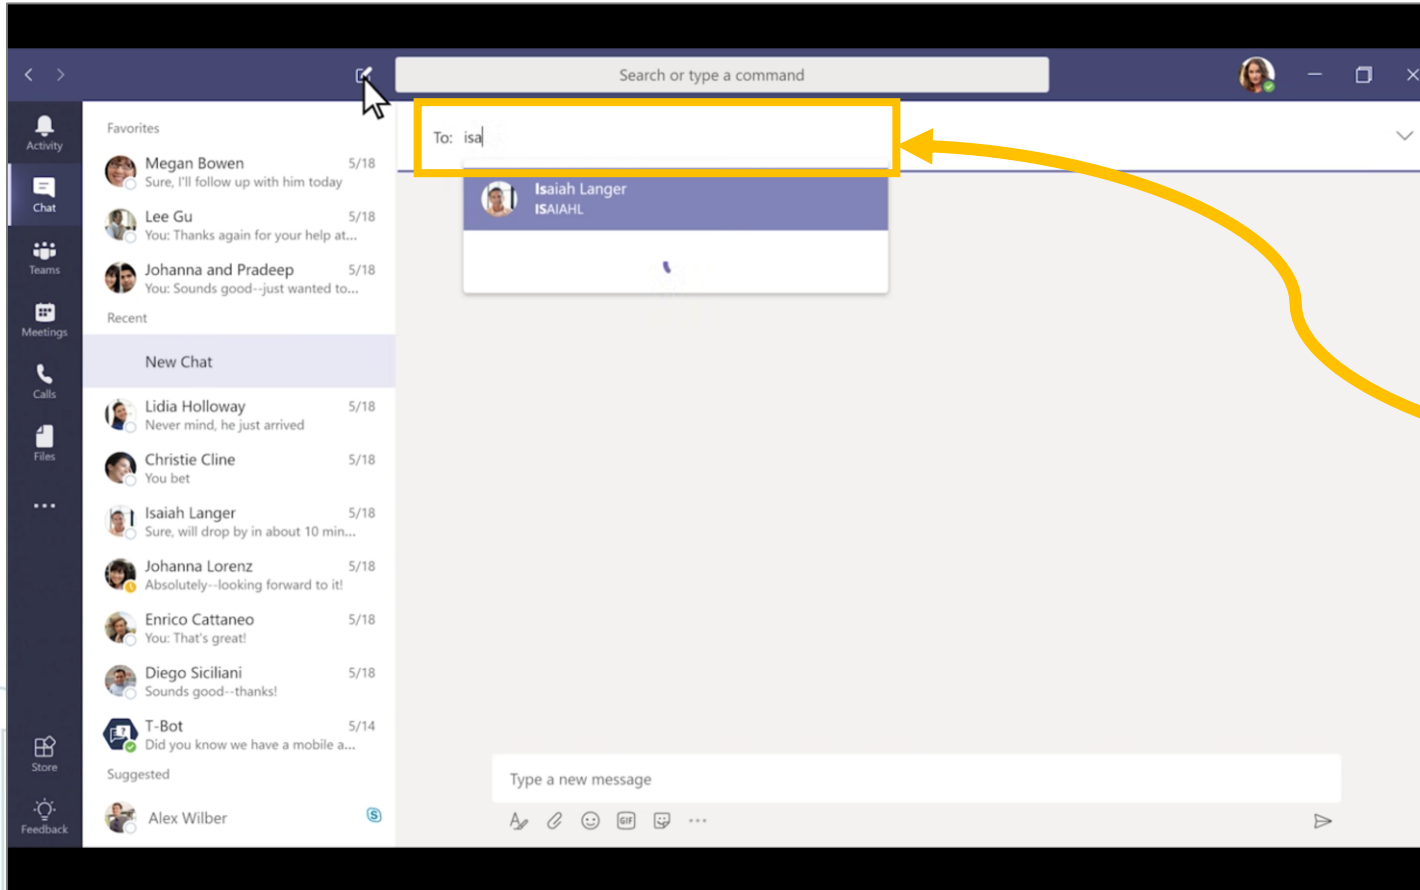 Search or type a command
Activity
Chat
Teams
Meetings
Calls
Files
Store
Feedback
Favorites
Megan Bowen 5/18
Sure, I'll follow up with him today
Lee Gu 5/18
You: Thanks again for your help at...
Johanna and Pradeep 5/18
You: Sounds good--just wanted to...
Recent
New Chat
Lidia Holloway 5/18
Never mind, he just arrived
Christie Cline 5/18
You bet
Isaiah Langer 5/18
Sure, will drop by in about 10 min...
Johanna Lorenz 5/18
Absolutely--looking forward to it!
Enrico Cattaneo 5/18
You: That's great!
Diego Siciliani 5/18
Sounds good--thanks!
T-Bot 5/14
Did you know we have a mobile a...
Suggested
Alex Wilber
To: isa
Isaiah Langer
ISAIAHL
Type a new message
GIF